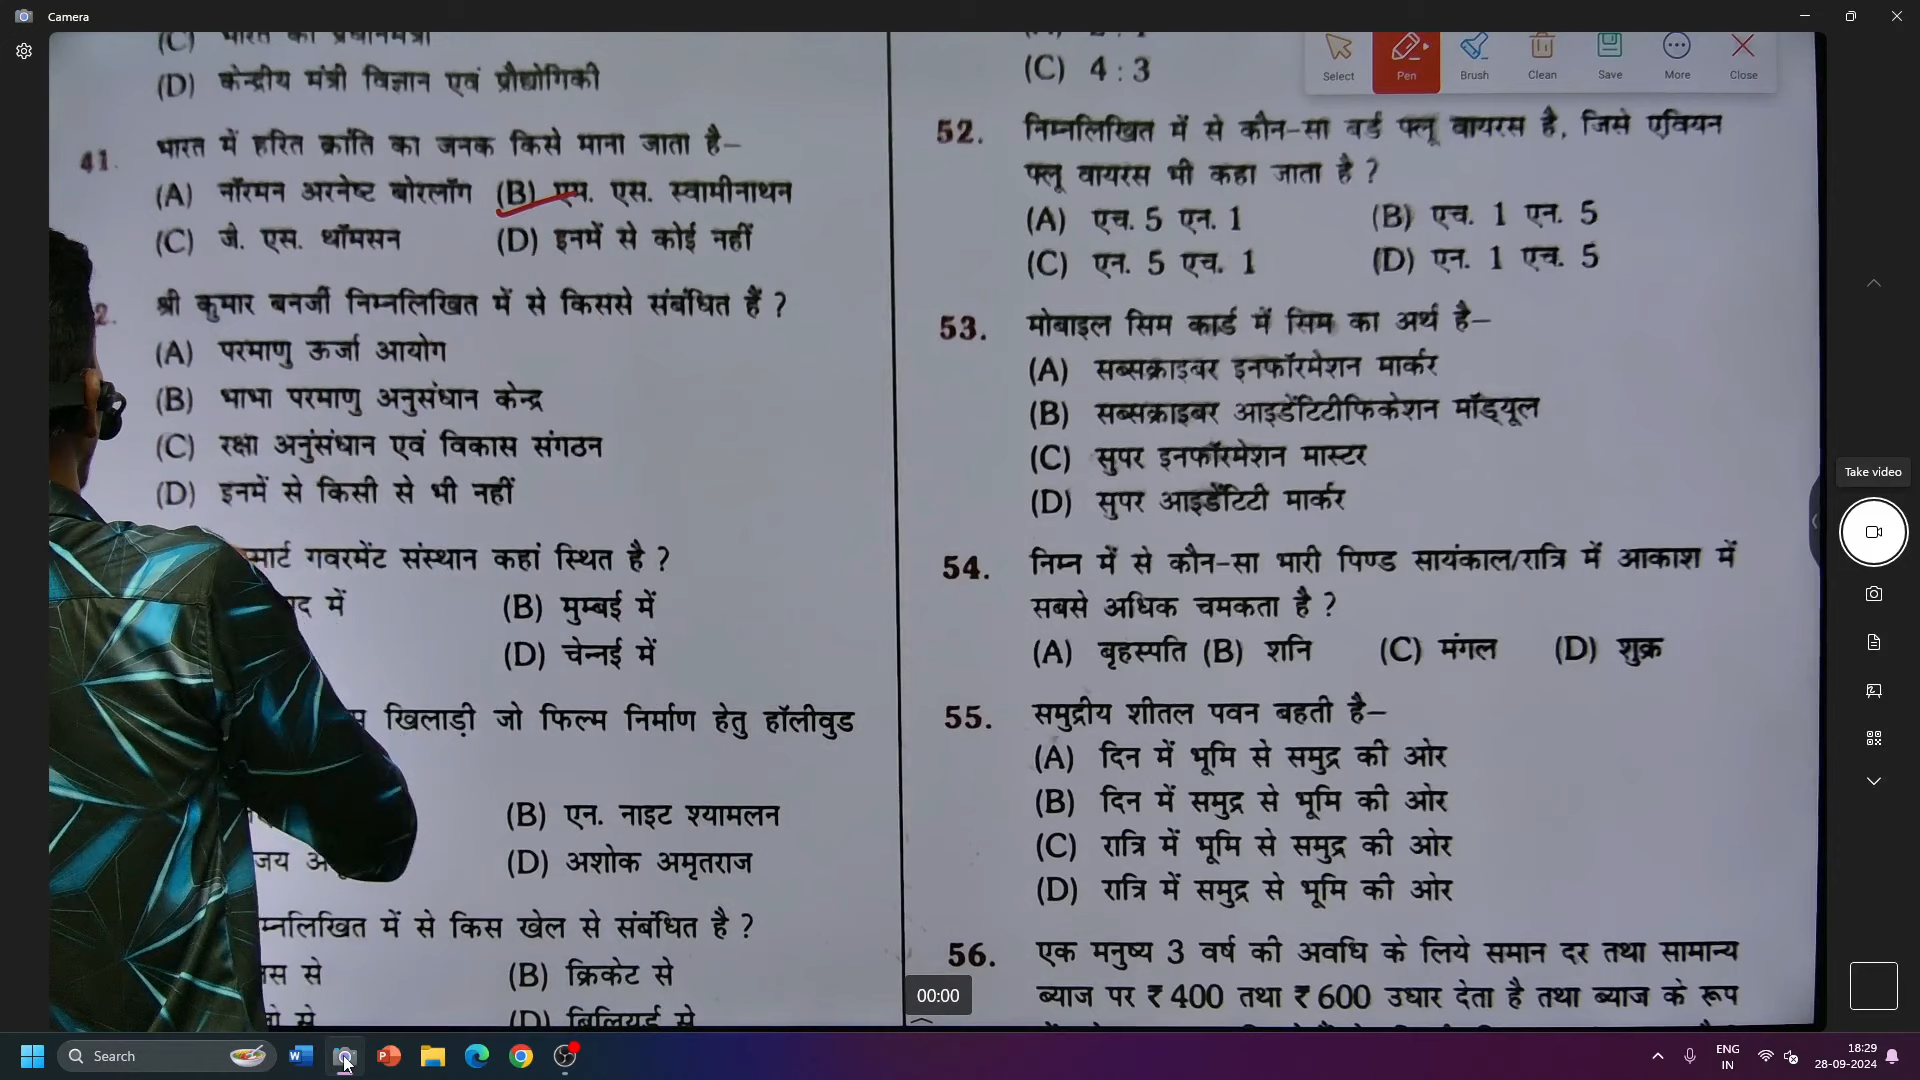 Camera
(D) केन्द्रीय मंत्री विज्ञान एवं प्रौद्योगिकी
41. भारत में हरित क्रांति का जनक किसे माना जाता है–
(A) नॉरमन अरनेष्ट बोरलॉग (B) एम. एस. स्वामीनाथन
(C) जे. एस. थॉमसन (D) इनमें से कोई नहीं
2. श्री कुमार बनर्जी निम्नलिखित में से किससे संबंधित हैं ?
(A) परमाणु ऊर्जा आयोग
(B) भाभा परमाणु अनुसंधान केन्द्र
(C) रक्षा अनुंसंधान एवं विकास संगठन
(D) इनमें से किसी से भी नहीं
स्मार्ट गवरमेंट संस्थान कहां स्थित है ?
में
(B) मुम्बई में
(D) चेन्नई में
खिलाड़ी जो फिल्म निर्माण हेतु हॉलीवुड
(B) एन. नाइट श्यामलन
(D) अशोक अमृतराज
में से किस खेल से संबंधित है ?
से (B) क्रिकेट से
(D) बिलियर्ड से
(C) 4 : 3
52. निम्नलिखित में से कौन-सा बर्ड फ्लू वायरस है, जिसे एवियन
फ्लू वायरस भी कहा जाता है ?
(A) एच. 5 एन. 1 (B) एच. 1 एन. 5
(C) एन. 5 एच. 1 (D) एन. 1 एच. 5
53. मोबाइल सिम कार्ड में सिम का अर्थ है–
(A) सब्सक्राइबर इनफॉरमेशन मार्कर
(B) सब्सक्राइबर आइडेंटिटीफिकेशन मॉड्यूल
(C) सुपर इनफॉरमेशन मास्टर
(D) सुपर आइडेंटिटी मार्कर
54. निम्न में से कौन-सा भारी पिण्ड सायंकाल/रात्रि में आकाश में
सबसे अधिक चमकता है ?
(A) बृहस्पति (B) शनि (C) मंगल (D) शुक्र
55. समुद्रीय शीतल पवन बहती है–
(A) दिन में भूमि से समुद्र की ओर
(B) दिन में समुद्र से भूमि की ओर
(C) रात्रि में भूमि से समुद्र की ओर
(D) रात्रि में समुद्र से भूमि की ओर
56. एक मनुष्य 3 वर्ष की अवधि के लिये समान दर तथा सामान्य
ब्याज पर ₹ 400 तथा ₹ 600 उधार देता है तथा ब्याज के रूप
Select Pen Brush Clean Save More Close
Take video
00:00
Search
ENG
IN
18:29
28-09-2024